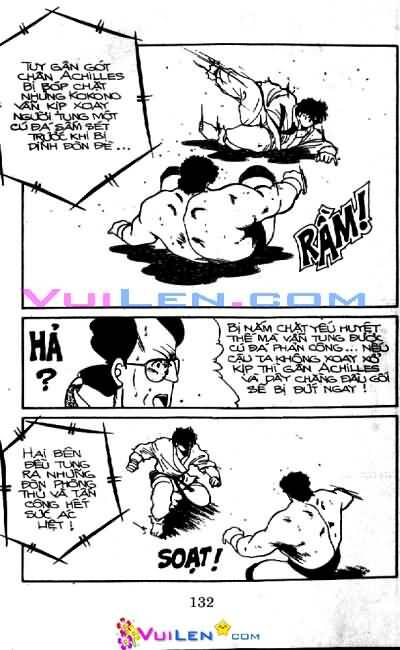 TUY GÂN GÓT
CHÂN ACHILLES
BỊ BÓP CHẶT
NHƯNG KOKONO
VẪN KỊP XOAY
NGƯỜI TUNG MỘT
CÚ ĐÁ SẤM SÉT
TRƯỚC KHI BỊ
DÍNH ĐÒN ĐẾ...
RẦM!
VUILEN.COM
HẢ
?
BỊ NẮM CHẶT YẾU HUYỆT
THẾ MÀ VẪN TUNG ĐƯỢC
CÚ ĐÁ PHẢN CÔNG... NẾU
CẬU TA KHÔNG XOAY XỞ
KỊP THÌ GÂN ACHILLES
VÀ DÂY CHẰNG ĐẦU GỐI
SẼ BỊ ĐỨT NGAY!
HAI BÊN
ĐỀU TUNG
RA NHỮNG
ĐÒN PHÒNG
THỦ VÀ TẤN
CÔNG HẾT
SỨC ÁC
LIỆT!
SOẠT!
132
VUILEN.COM